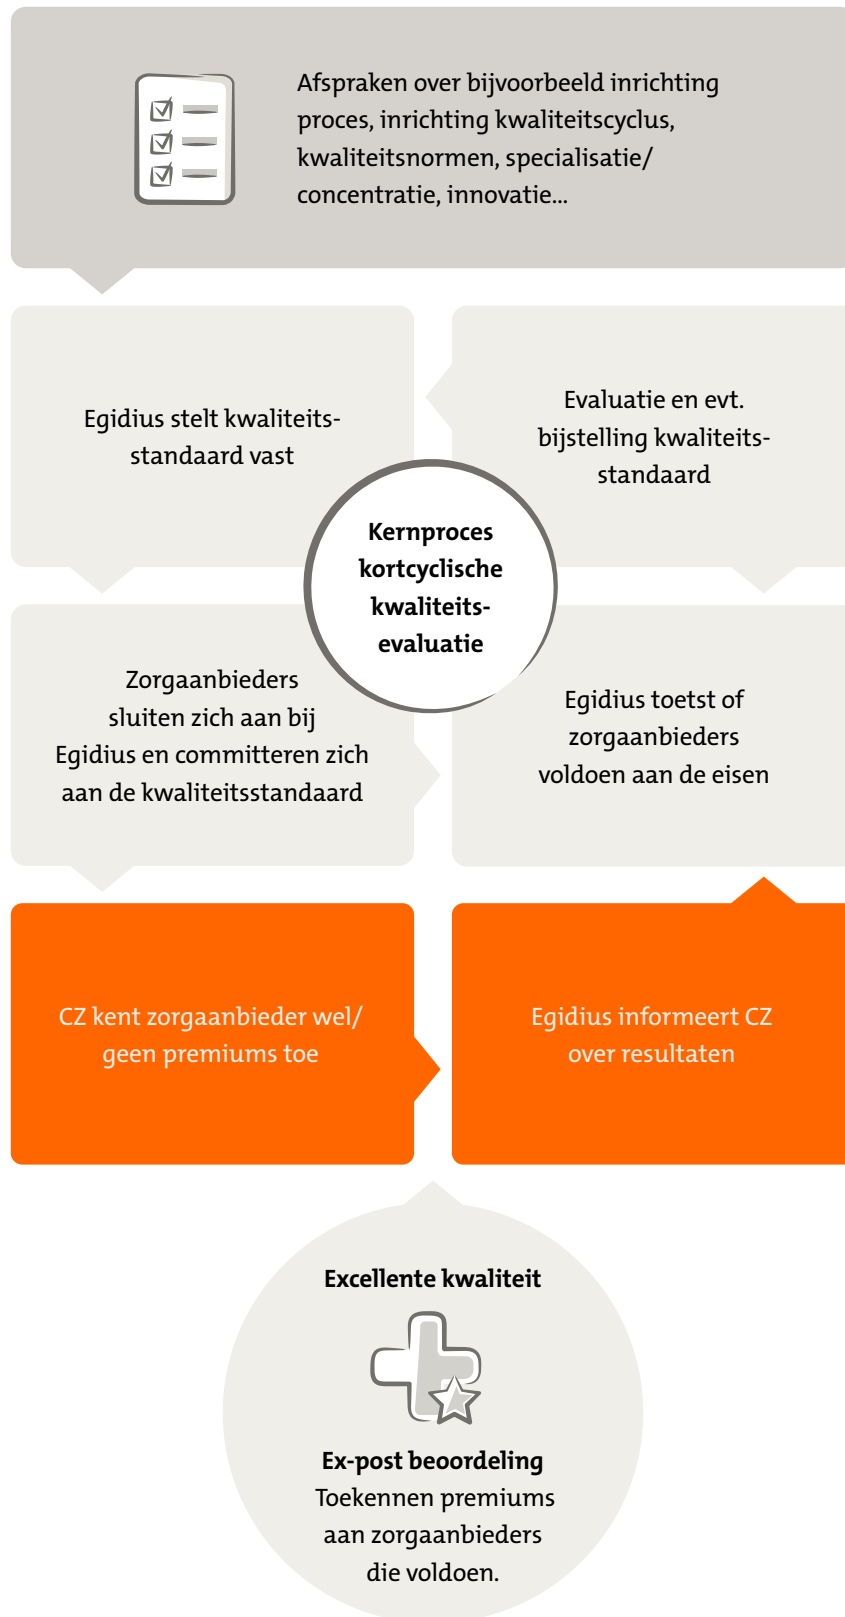 Afspraken over bijvoorbeeld inrichting
proces, inrichting kwaliteitscyclus,
kwaliteitsnormen, specialisatie/
concentratie, innovatie...
Egidius stelt kwaliteits-
standaard vast
Evaluatie en evt.
bijstelling kwaliteits-
standaard
Kernproces
kortcyclische
kwaliteits-
evaluatie
Zorgaanbieders
sluiten zich aan bij
Egidius en committeren zich
aan de kwaliteitsstandaard
Egidius toetst of
zorgaanbieders
voldoen aan de eisen
CZ kent zorgaanbieder wel/
geen premiums toe
Egidius informeert CZ
over resultaten
Excellente kwaliteit
Ex-post beoordeling
Toekennen premiums
aan zorgaanbieders
die voldoen.